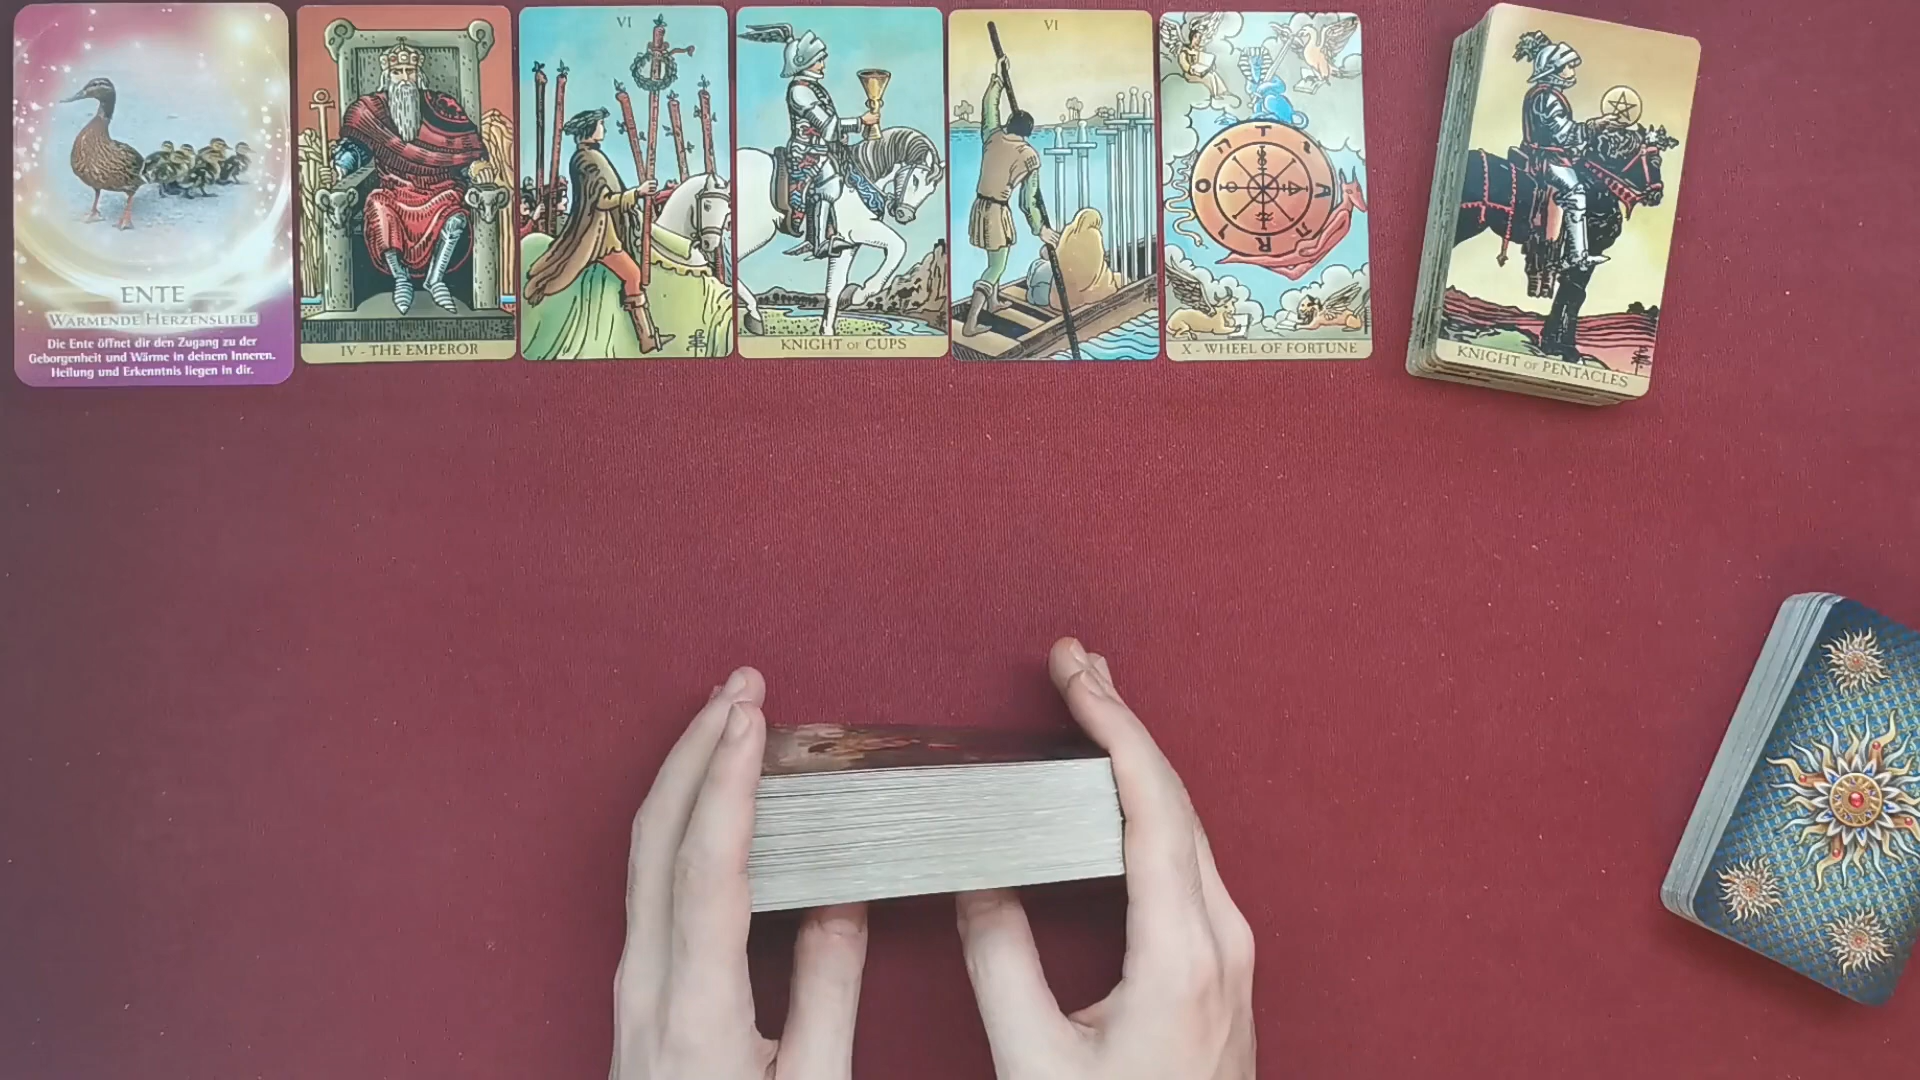 ENTE
WÄRMENDE HERZENSLIEBE
Die Ente öffnet dir den Zugang zu der
Geborgenheit und Wärme in deinem Inneren.
Heilung und Erkenntnis liegen in dir.
IV - THE EMPEROR
VI
KNIGHT OF CUPS
VI
X - WHEEL OF FORTUNE
KNIGHT OF PENTACLES